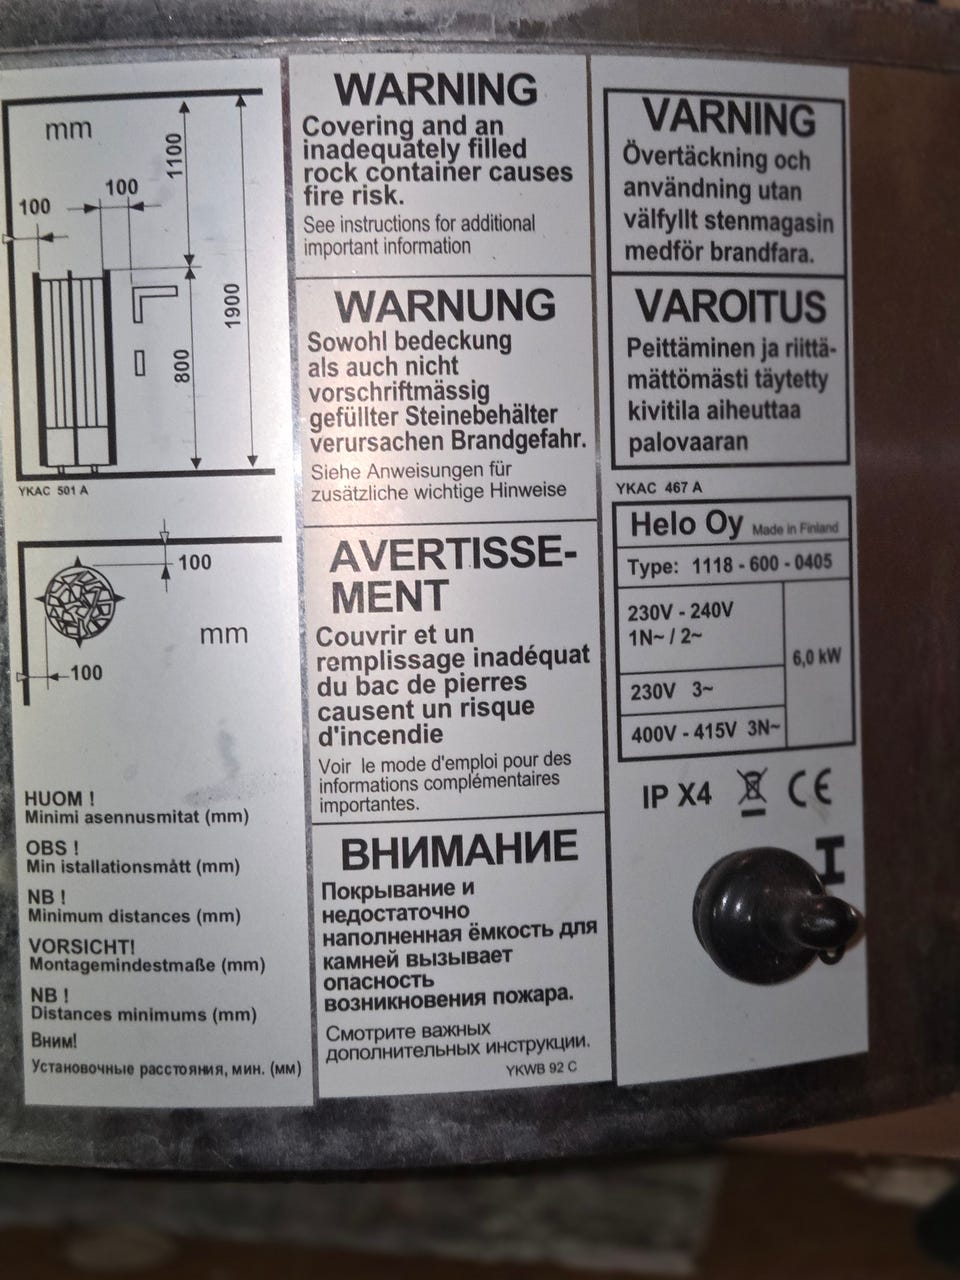 mm
100
100
1100
1900
800
YKAC 501 A
100
mm
100
HUOM !
Minimi asennusmitat (mm)
OBS !
Min istallationsmått (mm)
NB !
Minimum distances (mm)
VORSICHT!
Montagemindestmaße (mm)
NB !
Distances minimums (mm)
Вним!
Установочные расстояния, мин. (мм)
WARNING
Covering and an
inadequately filled
rock container causes
fire risk.
See instructions for additional
important information
WARNUNG
Sowohl bedeckung
als auch nicht
vorschriftmässig
gefüllter Steinebehälter
verursachen Brandgefahr.
Siehe Anweisungen für
zusätzliche wichtige Hinweise
AVERTISSE-
MENT
Couvrir et un
remplissage inadéquat
du bac de pierres
causent un risque
d'incendie
Voir le mode d'emploi pour des
informations complémentaires
importantes.
ВНИМАНИЕ
Покрывание и
недостаточно
наполненная ёмкость для
камней вызывает
опасность
возникновения пожара.
Смотрите важных
дополнительных инструкции.
YKWB 92 C
VARNING
Övertäckning och
användning utan
välfyllt stenmagasin
medför brandfara.
VAROITUS
Peittäminen ja riittä-
mättömästi täytetty
kivitila aiheuttaa
palovaaran
YKAC 467 A
Helo Oy Made in Finland
Type: 1118 - 600 - 0405
230V - 240V
1N~ / 2~
6,0 kW
230V 3~
400V - 415V 3N~
IP X4 CE